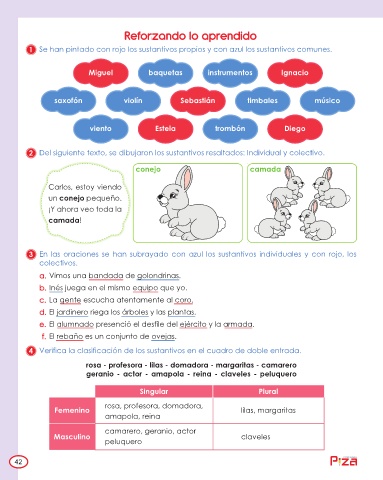 Reforzando lo aprendido
1 Se han pintado con rojo los sustantivos propios y con azul los sustantivos comunes.
Miguel baquetas instrumentos Ignacio
saxofón violín Sebastián timbales músico
viento Estela trombón Diego
2 Del siguiente texto, se dibujaron los sustantivos resaltados: Individual y colectivo.
Carlos, estoy viendo
un conejo pequeño.
¡Y ahora veo toda la
camada!
conejo
camada
3 En las oraciones se han subrayado con azul los sustantivos individuales y con rojo, los
colectivos.
a. Vimos una bandada de golondrinas.
b. Inés juega en el mismo equipo que yo.
c. La gente escucha atentamente al coro.
d. El jardinero riega los árboles y las plantas.
e. El alumnado presenció el desfile del ejército y la armada.
f. El rebaño es un conjunto de ovejas.
4 Verifica la clasificación de los sustantivos en el cuadro de doble entrada.
rosa - profesora - lilas - domadora - margaritas - camarero
geranio - actor - amapola - reina - claveles - peluquero
Singular Plural
Femenino rosa, profesora, domadora, amapola, reina lilas, margaritas
Masculino camarero, geranio, actor peluquero claveles
42
Piza